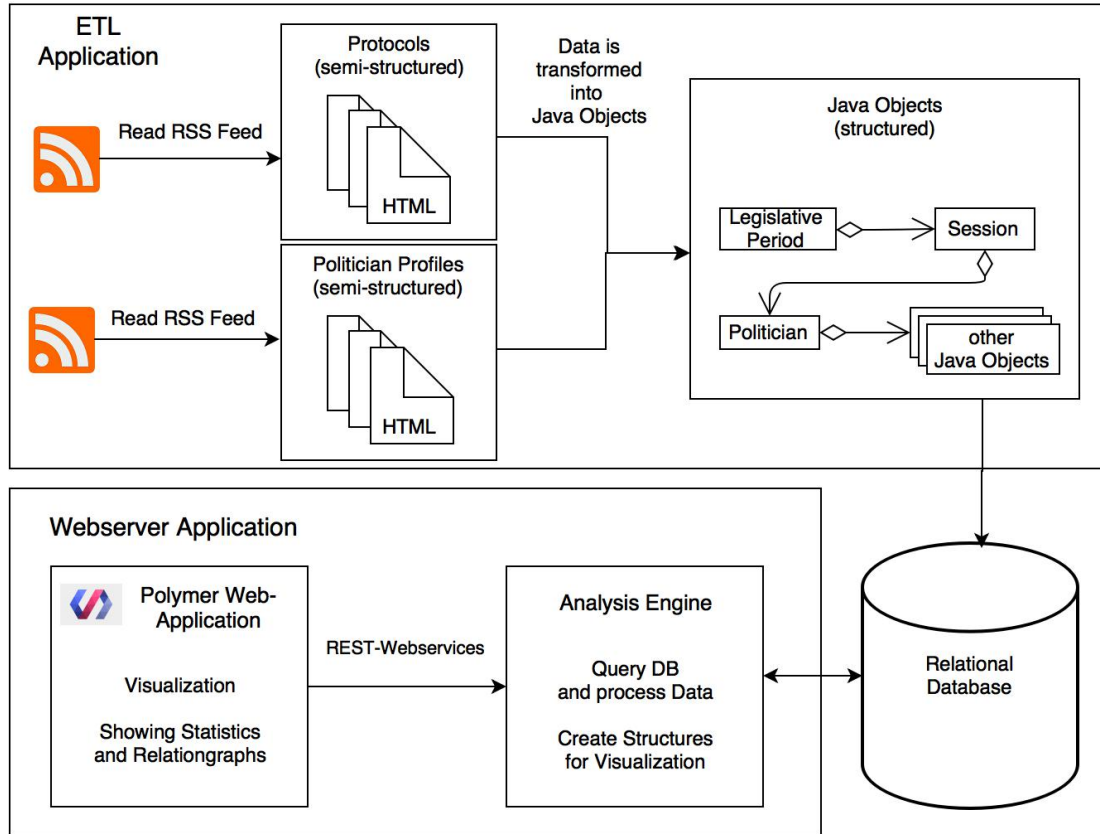 ETL
Application
Protocols
(semi-structured)
Data is
transformed
into
Java Objects
Read RSS Feed
HTML
Java Objects
(structured)
Legislative
Period
Session
Politician Profiles
(semi-structured)
Read RSS Feed
HTML
Politician
other
Java Objects
Webserver Application
Polymer Web-
Application
Visualization
Showing Statistics
and Relationgraphs
REST-Webservices
Analysis Engine
Query DB
and process Data
Create Structures
for Visualization
Relational
Database